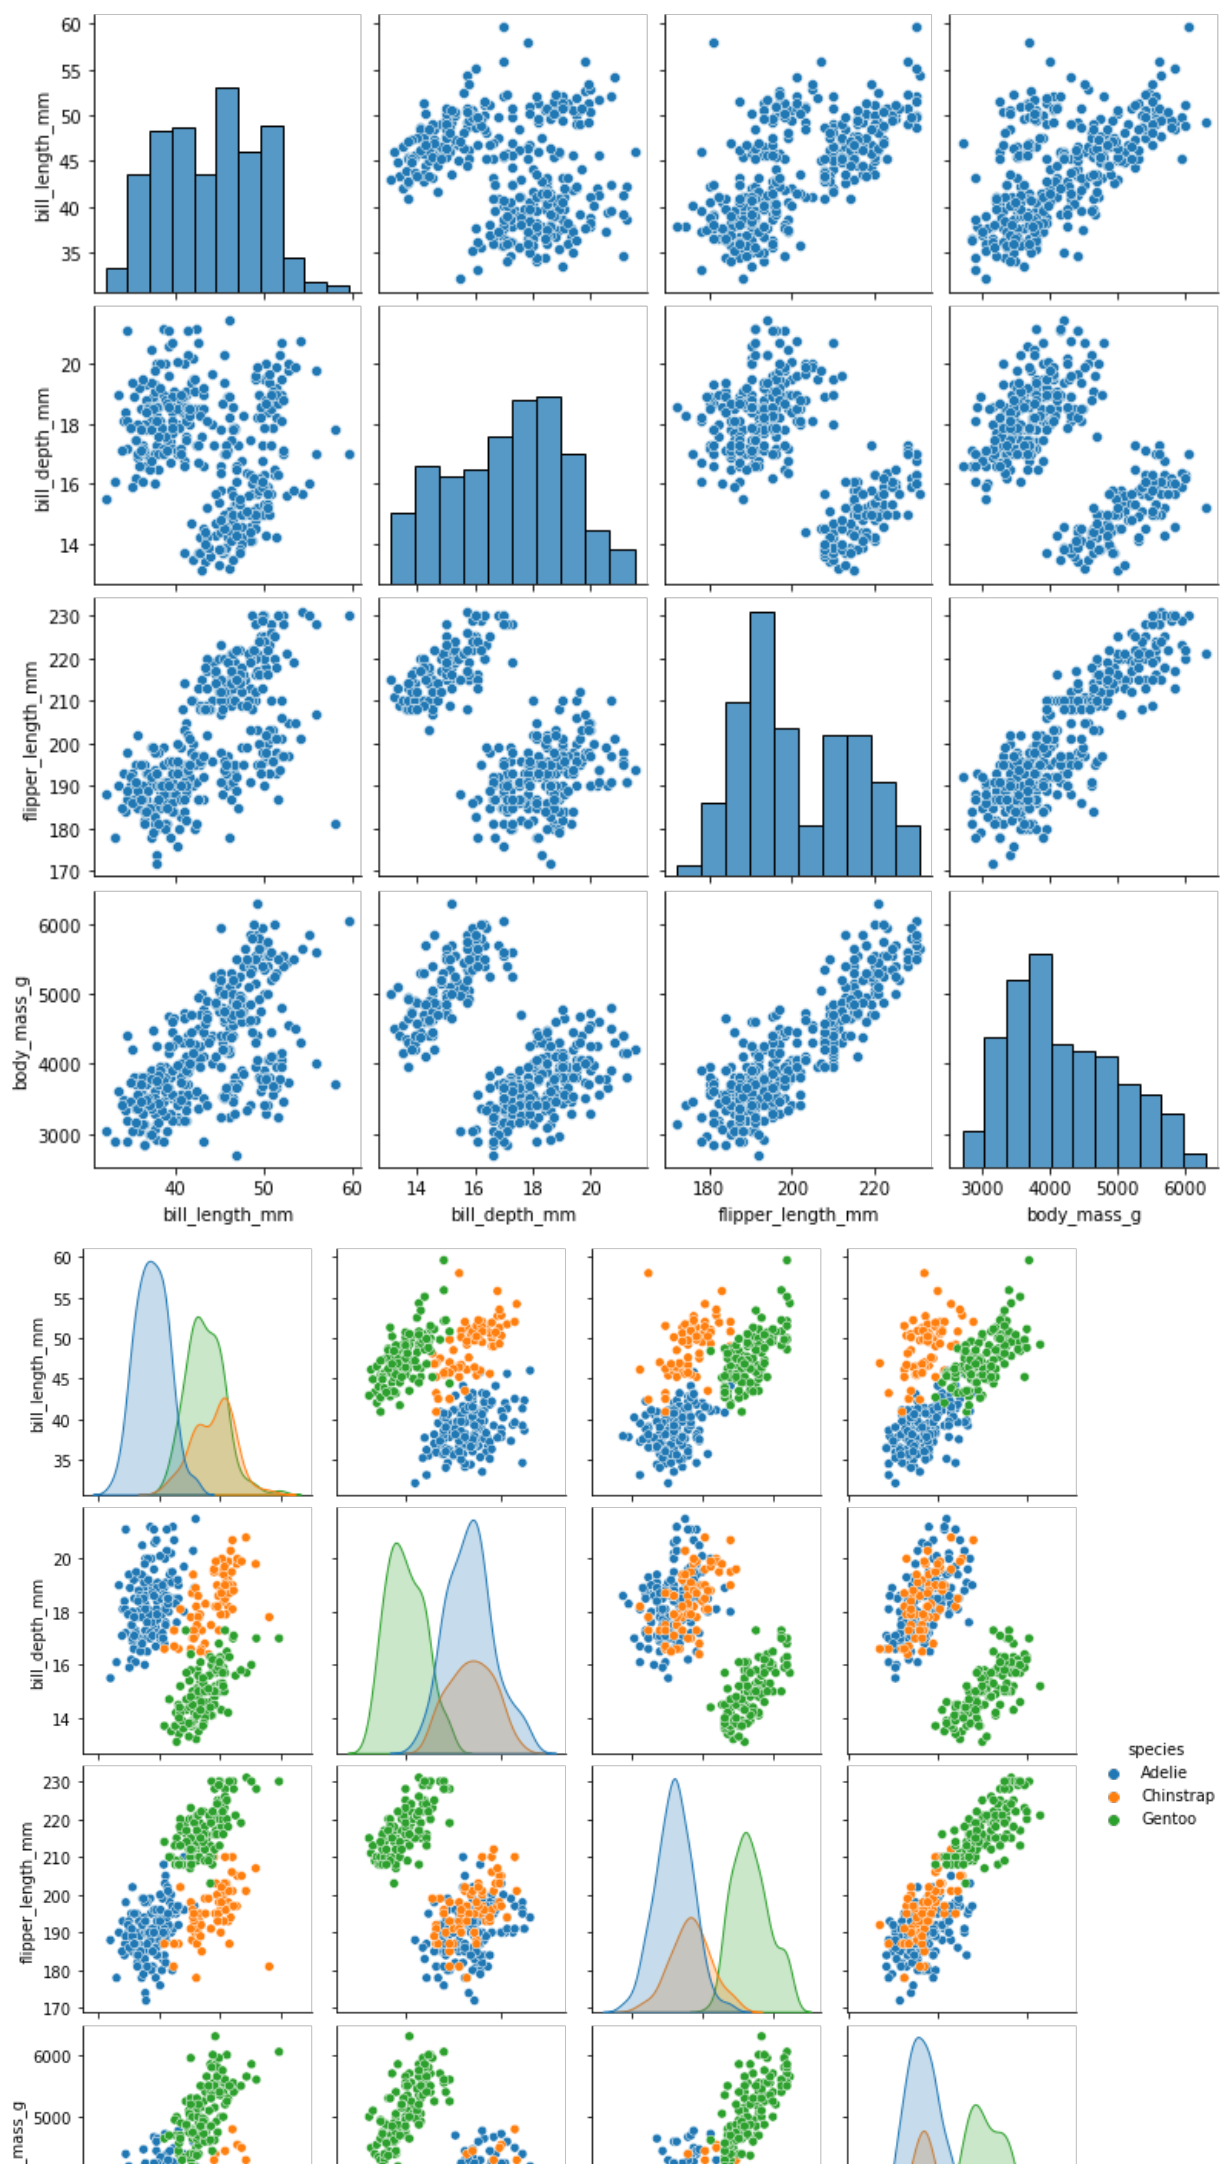 60
55
50
45
40
35
bill_length_mm
20
18
16
14
bill_depth_mm
230
220
210
200
190
180
170
flipper_length_mm
6000
5000
4000
3000
body_mass_g
40 50 60
14 16 18 20
180 200 220
3000 4000 5000 6000
bill_length_mm
bill_depth_mm
flipper_length_mm
body_mass_g
60
55
50
45
40
35
bill_length_mm
20
18
16
14
bill_depth_mm
species
Adelie
Chinstrap
Gentoo
230
220
210
200
190
180
170
flipper_length_mm
6000
5000
mass_g